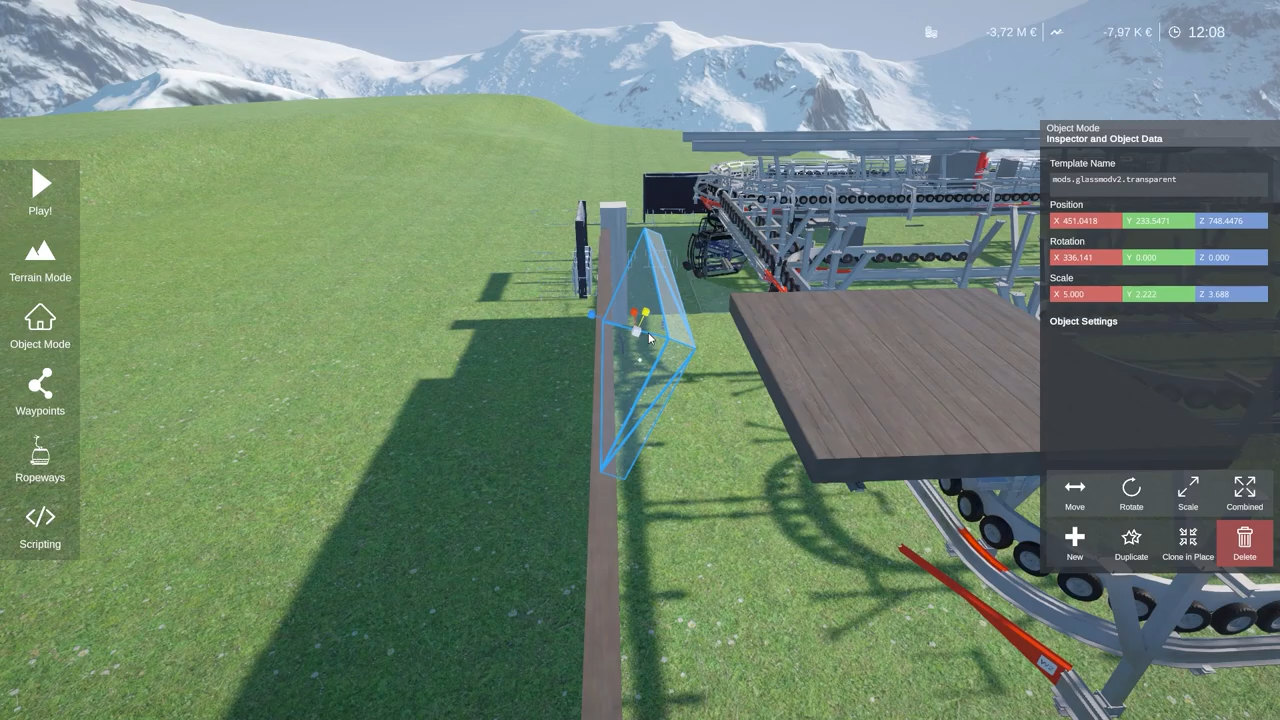 -3,72 M €
-7,97 K €
12:08
Play!
Terrain Mode
Object Mode
Waypoints
Ropeways
Scripting
Object Mode
Inspector and Object Data
Template Name
mods.glassmodv2.transparent
Position
X 451.0418 Y 233.5471 Z 748.4476
Rotation
X 336.141 Y 0.000 Z 0.000
Scale
X 5.000 Y 2.222 Z 3.688
Object Settings
Move Rotate Scale Combined
New Duplicate Clone in Place Delete